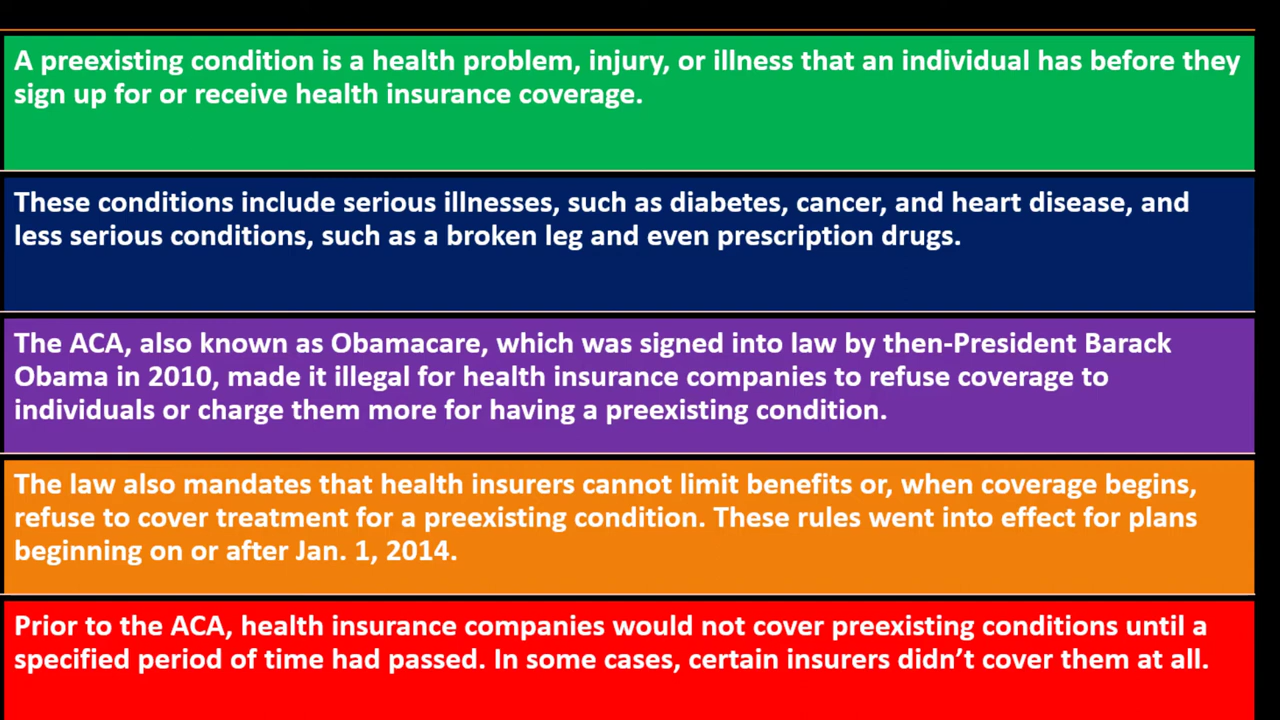 A preexisting condition is a health problem, injury, or illness that an individual has before they
sign up for or receive health insurance coverage.
These conditions include serious illnesses, such as diabetes, cancer, and heart disease, and
less serious conditions, such as a broken leg and even prescription drugs.
The ACA, also known as Obamacare, which was signed into law by then-President Barack
Obama in 2010, made it illegal for health insurance companies to refuse coverage to
individuals or charge them more for having a preexisting condition.
The law also mandates that health insurers cannot limit benefits or, when coverage begins,
refuse to cover treatment for a preexisting condition. These rules went into effect for plans
beginning on or after Jan. 1, 2014.
Prior to the ACA, health insurance companies would not cover preexisting conditions until a
specified period of time had passed. In some cases, certain insurers didn’t cover them at all.